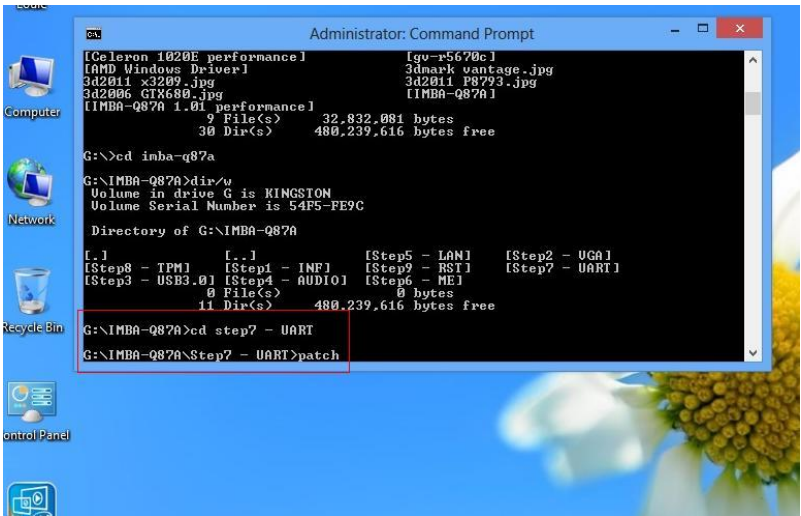 Administrator: Command Prompt
[Celeron 1020E performance] [gv-r5670c]
[AMD Windows Driver] 3dmark vantage.jpg
3d2011 x3209.jpg 3d2011 P8793.jpg
3d2006 GTX680.jpg [IMBA-Q87A]
[IMBA-Q87A 1.01 performance]
9 File(s) 32,832,081 bytes
30 Dir(s) 480,239,616 bytes free
G:\>cd imba-q87a
G:\IMBA-Q87A>dir/w
Volume in drive G is KINGSTON
Volume Serial Number is 54F5-FE9C
Directory of G:\IMBA-Q87A
[.] [..] [Step5 - LAN] [Step2 - VGA]
[Step8 - TPM] [Step1 - INF] [Step9 - RST] [Step7 - UART]
[Step3 - USB3.0] [Step4 - AUDIO] [Step6 - ME]
0 File(s) 0 bytes
11 Dir(s) 480,239,616 bytes free
G:\IMBA-Q87A>cd step7 - UART
G:\IMBA-Q87A\Step7 - UART>patch
Computer
Network
Recycle Bin
ontrol Panel